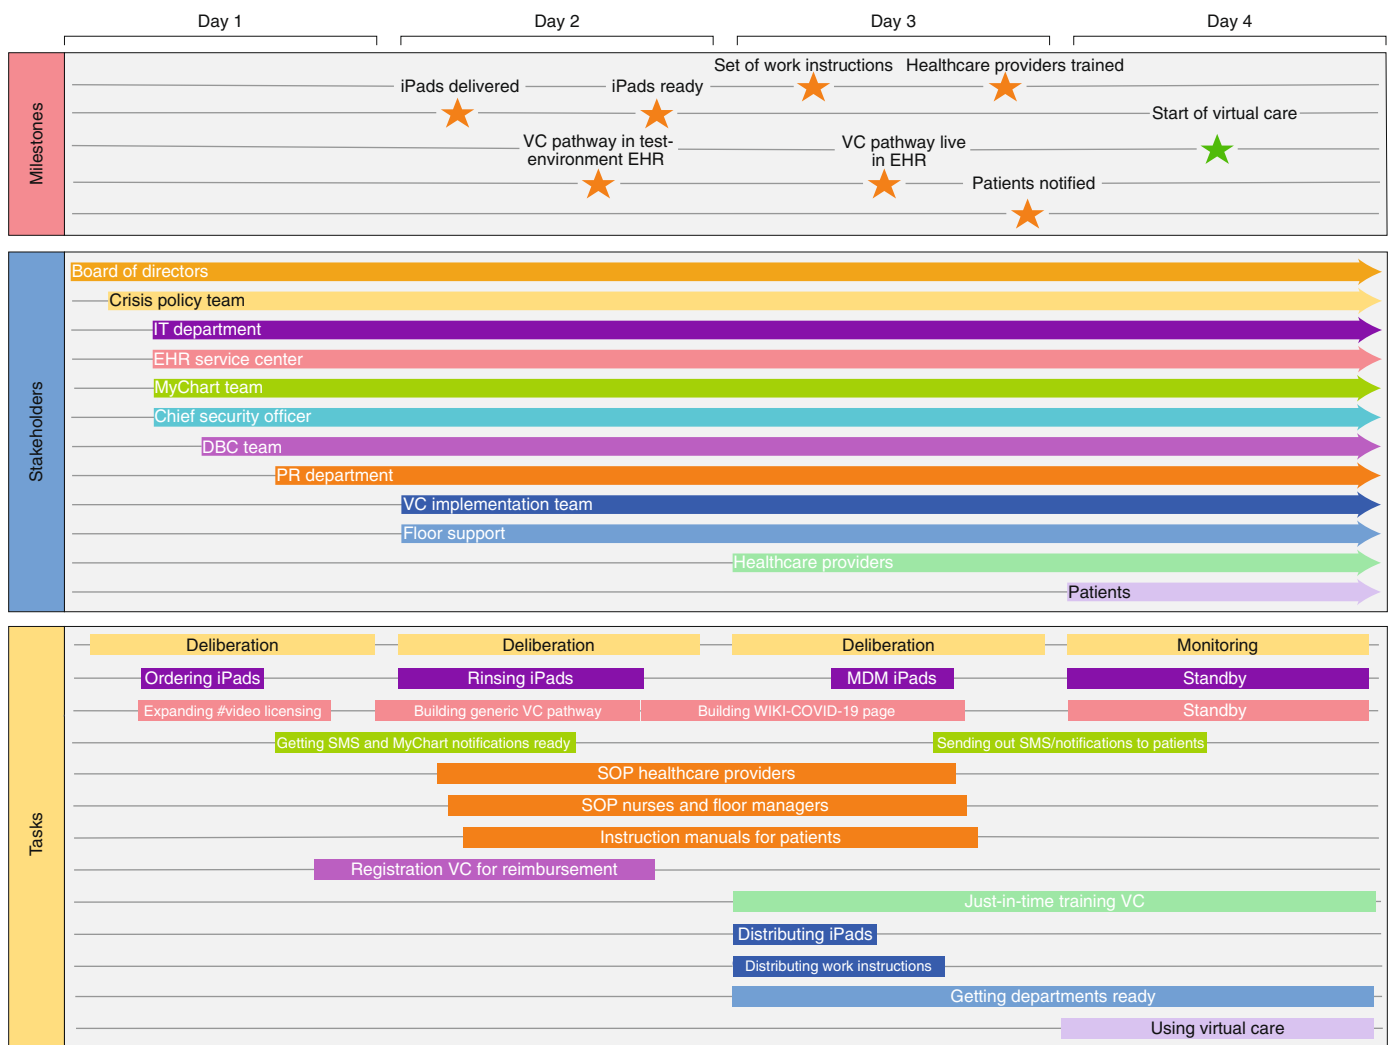 Day 1
Day 2
Day 3
Day 4
Milestones
Set of work instructions
Healthcare providers trained
iPads delivered
iPads ready
Start of virtual care
VC pathway in test-
environment EHR
VC pathway live
in EHR
Patients notified
Stakeholders
Board of directors
Crisis policy team
IT department
EHR service center
MyChart team
Chief security officer
DBC team
PR department
VC implementation team
Floor support
Healthcare providers
Patients
Tasks
Deliberation
Deliberation
Deliberation
Monitoring
Ordering iPads
Rinsing iPads
MDM iPads
Standby
Expanding #video licensing
Building generic VC pathway
Building WIKI-COVID-19 page
Standby
Getting SMS and MyChart notifications ready
Sending out SMS/notifications to patients
SOP healthcare providers
SOP nurses and floor managers
Instruction manuals for patients
Registration VC for reimbursement
Just-in-time training VC
Distributing iPads
Distributing work instructions
Getting departments ready
Using virtual care